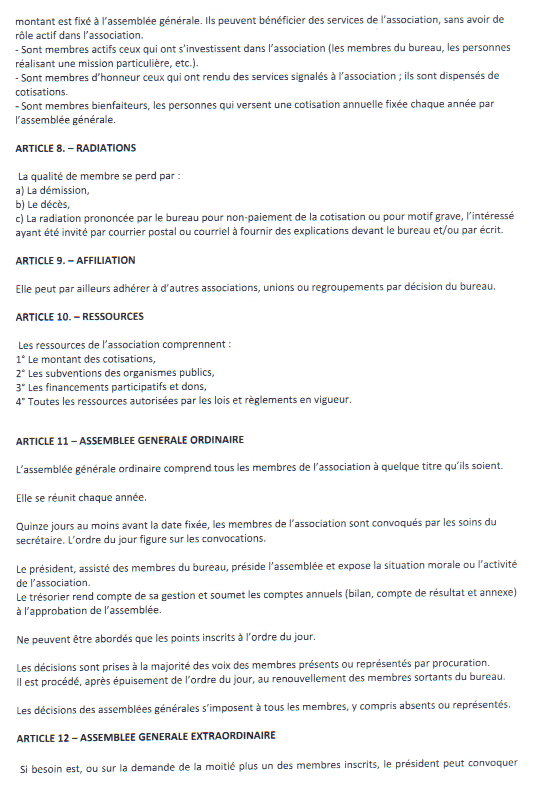 montant est fixé à l'assemblée générale. Ils peuvent bénéficier des services de l'association, sans avoir de
rôle actif dans l'association.
- Sont membres actifs ceux qui ont s'investissent dans l'association (les membres du bureau, les personnes
réalisant une mission particulière, etc.).
- Sont membres d'honneur ceux qui ont rendu des services signalés à l'association ; ils sont dispensés de
cotisations.
- Sont membres bienfaiteurs, les personnes qui versent une cotisation annuelle fixée chaque année par
l'assemblée générale.
ARTICLE 8. – RADIATIONS
La qualité de membre se perd par :
a) La démission,
b) Le décès,
c) La radiation prononcée par le bureau pour non-paiement de la cotisation ou pour motif grave, l'intéressé
ayant été invité par courrier postal ou courriel à fournir des explications devant le bureau et/ou par écrit.
ARTICLE 9. – AFFILIATION
Elle peut par ailleurs adhérer à d'autres associations, unions ou regroupements par décision du bureau.
ARTICLE 10. – RESSOURCES
Les ressources de l'association comprennent :
1° Le montant des cotisations,
2° Les subventions des organismes publics,
3° Les financements participatifs et dons,
4° Toutes les ressources autorisées par les lois et règlements en vigueur.
ARTICLE 11 – ASSEMBLEE GENERALE ORDINAIRE
L'assemblée générale ordinaire comprend tous les membres de l'association à quelque titre qu'ils soient.
Elle se réunit chaque année.
Quinze jours au moins avant la date fixée, les membres de l'association sont convoqués par les soins du
secrétaire. L'ordre du jour figure sur les convocations.
Le président, assisté des membres du bureau, préside l'assemblée et expose la situation morale ou l'activité
de l'association.
Le trésorier rend compte de sa gestion et soumet les comptes annuels (bilan, compte de résultat et annexe)
à l'approbation de l'assemblée.
Ne peuvent être abordés que les points inscrits à l'ordre du jour.
Les décisions sont prises à la majorité des voix des membres présents ou représentés par procuration.
Il est procédé, après épuisement de l'ordre du jour, au renouvellement des membres sortants du bureau.
Les décisions des assemblées générales s'imposent à tous les membres, y compris absents ou représentés.
ARTICLE 12 – ASSEMBLEE GENERALE EXTRAORDINAIRE
Si besoin est, ou sur la demande de la moitié plus un des membres inscrits, le président peut convoquer